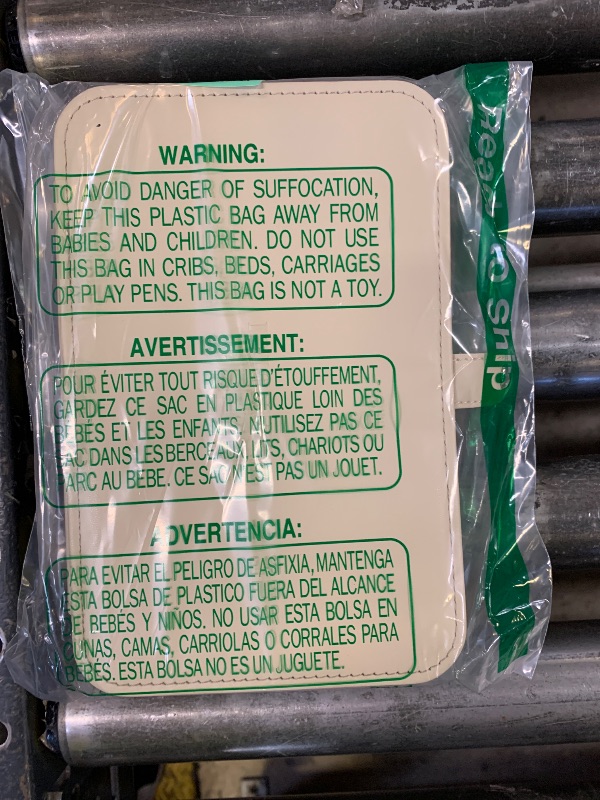 WARNING:
TO AVOID DANGER OF SUFFOCATION,
KEEP THIS PLASTIC BAG AWAY FROM
BABIES AND CHILDREN. DO NOT USE
THIS BAG IN CRIBS, BEDS, CARRIAGES
OR PLAY PENS. THIS BAG IS NOT A TOY.
AVERTISSEMENT:
POUR ÉVITER TOUT RISQUE D'ÉTOUFFEMENT,
GARDEZ CE SAC EN PLASTIQUE LOIN DES
BÉBÉS ET LES ENFANTS, N'UTILISEZ PAS CE
SAC DANS LES BERCEAUX, LITS, CHARIOTS OU
PARC AU BEBE. CE SAC N'EST PAS UN JOUET.
ADVERTENCIA:
PARA EVITAR EL PELIGRO DE ASFIXIA, MANTENGA
ESTA BOLSA DE PLASTICO FUERA DEL ALCANCE
DE BEBÉS Y NIÑOS. NO USAR ESTA BOLSA EN
CUNAS, CAMAS, CARRIOLAS O CORRALES PARA
BEBÉS. ESTA BOLSA NO ES UN JUGUETE.
Ship